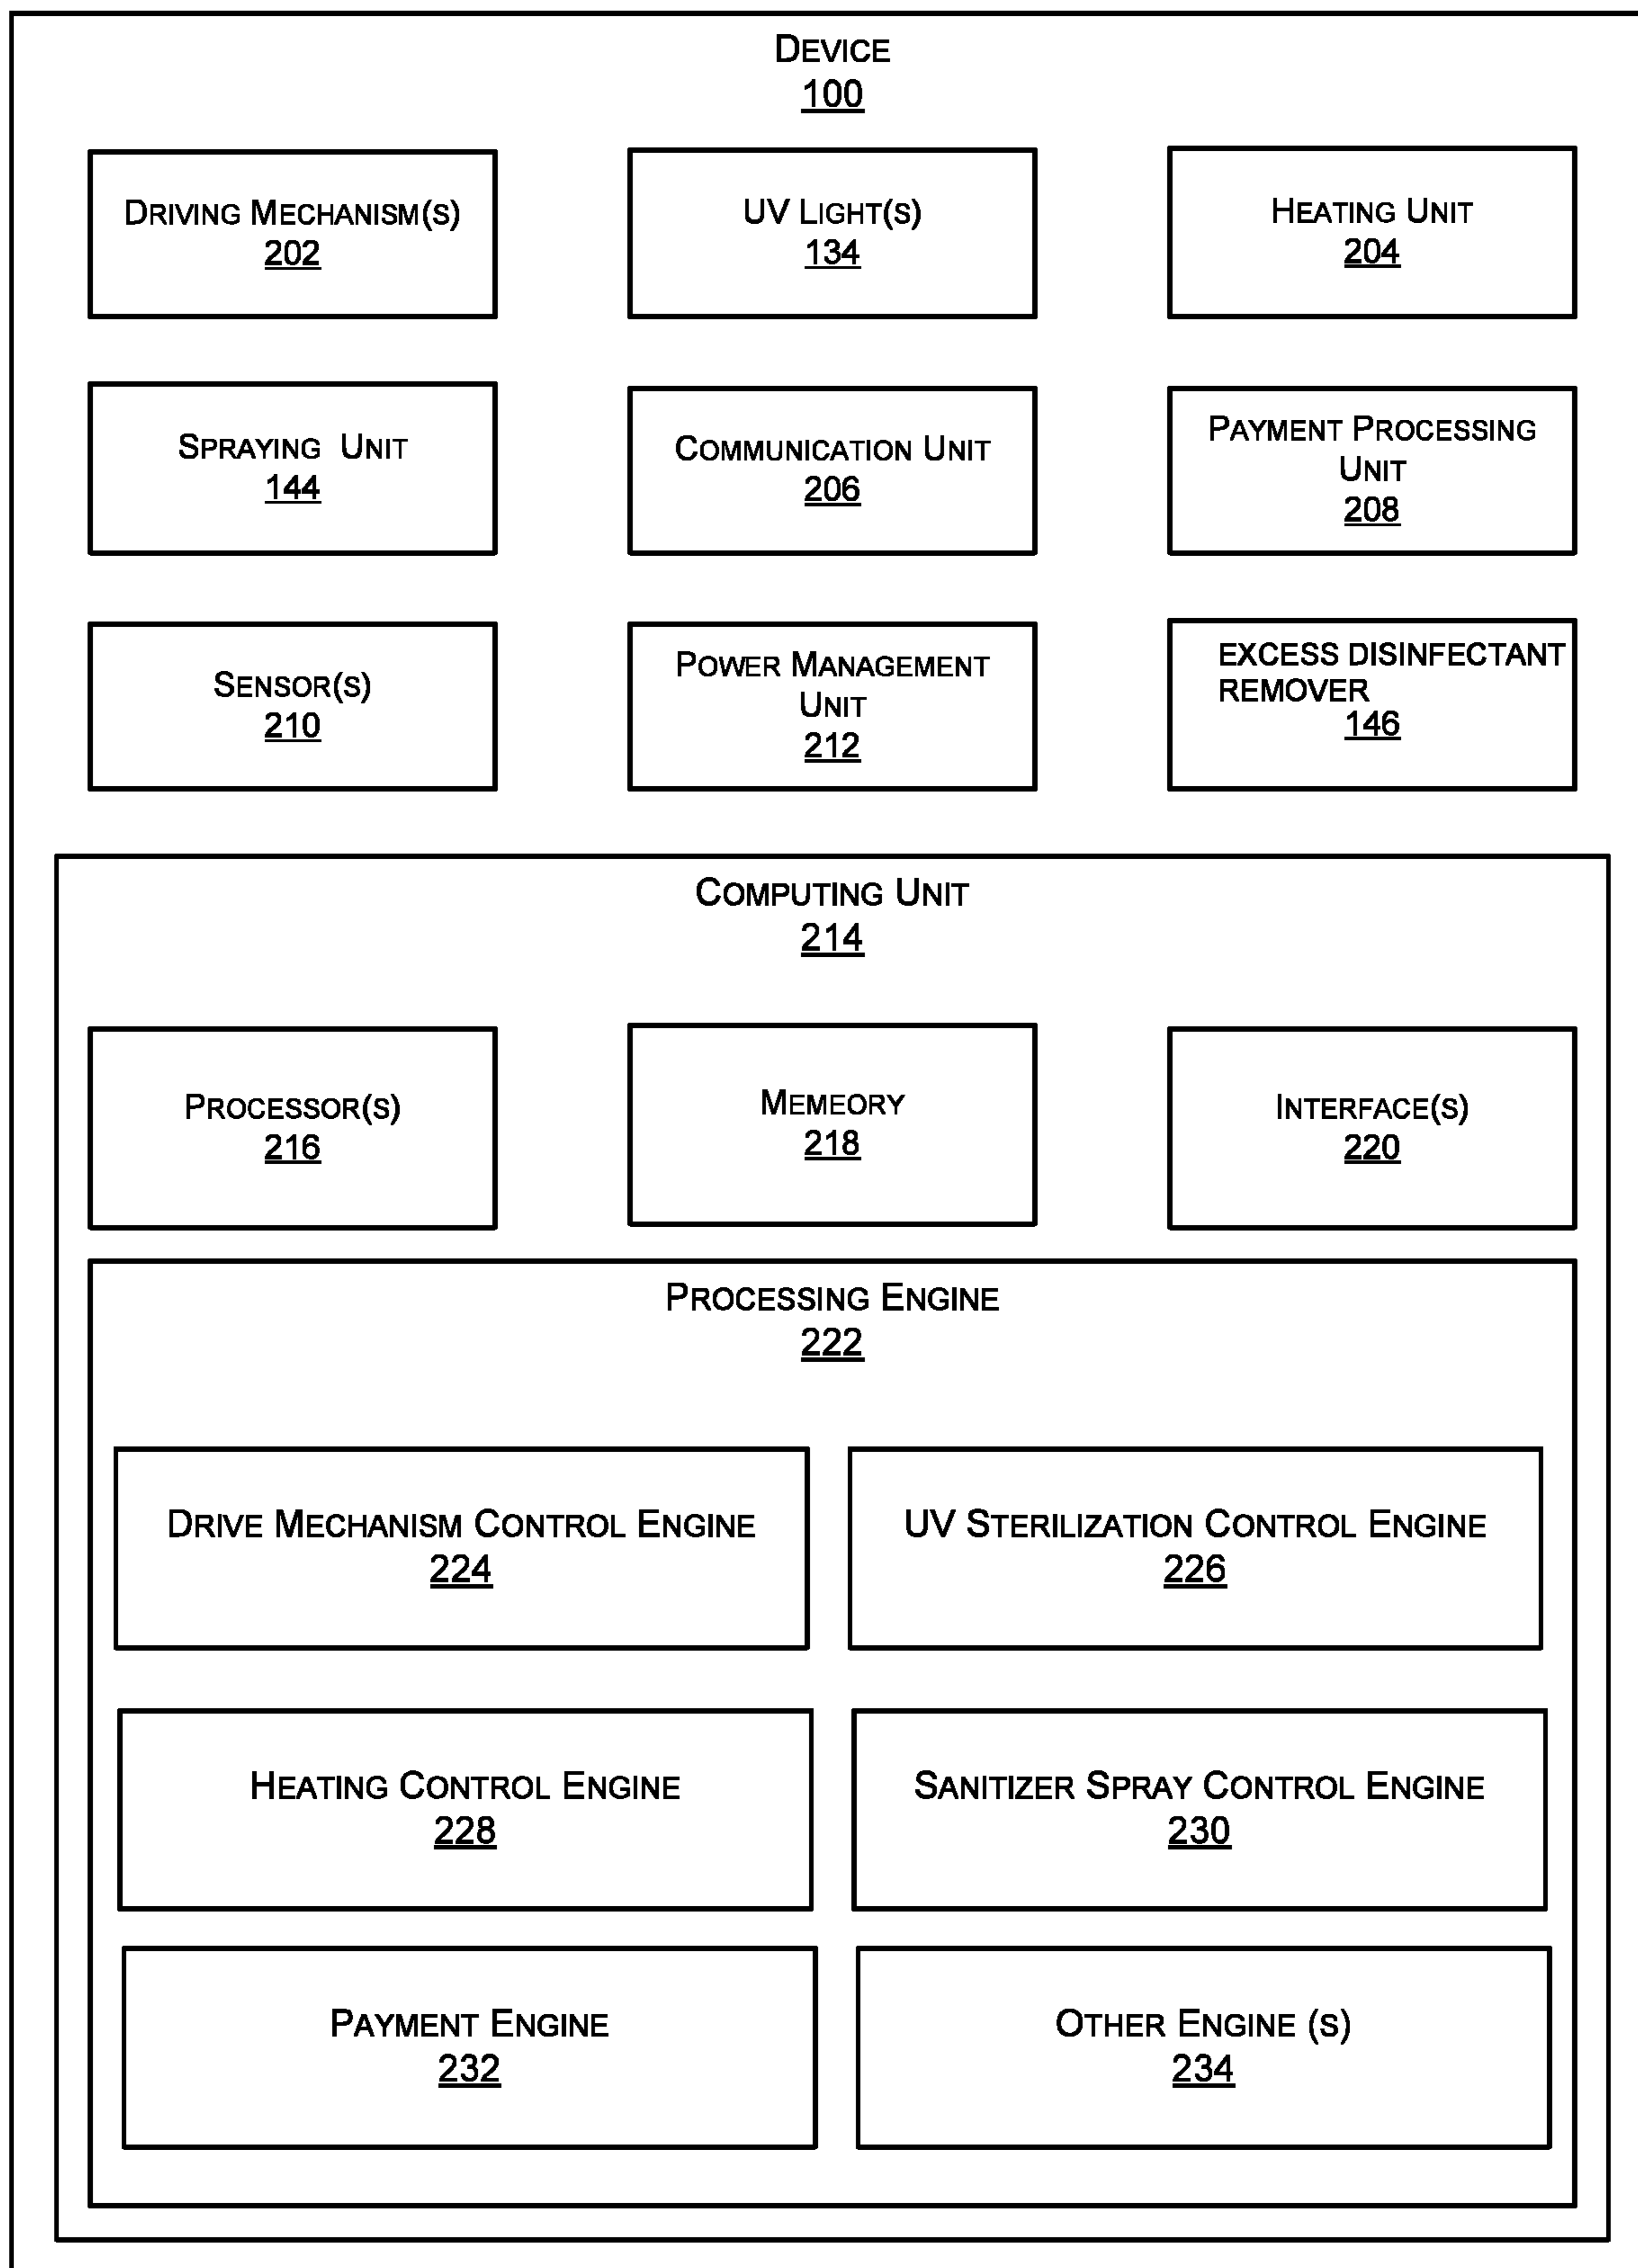 DEVICE
100
DRIVING MECHANISM(S)
202
UV LIGHT(S)
134
HEATING UNIT
204
SPRAYING UNIT
144
COMMUNICATION UNIT
206
PAYMENT PROCESSING
UNIT
208
SENSOR(S)
210
POWER MANAGEMENT
UNIT
212
EXCESS DISINFECTANT
REMOVER
146
COMPUTING UNIT
214
PROCESSOR(S)
216
MEMEORY
218
INTERFACE(S)
220
PROCESSING ENGINE
222
DRIVE MECHANISM CONTROL ENGINE
224
UV STERILIZATION CONTROL ENGINE
226
HEATING CONTROL ENGINE
228
SANITIZER SPRAY CONTROL ENGINE
230
PAYMENT ENGINE
232
OTHER ENGINE (S)
234